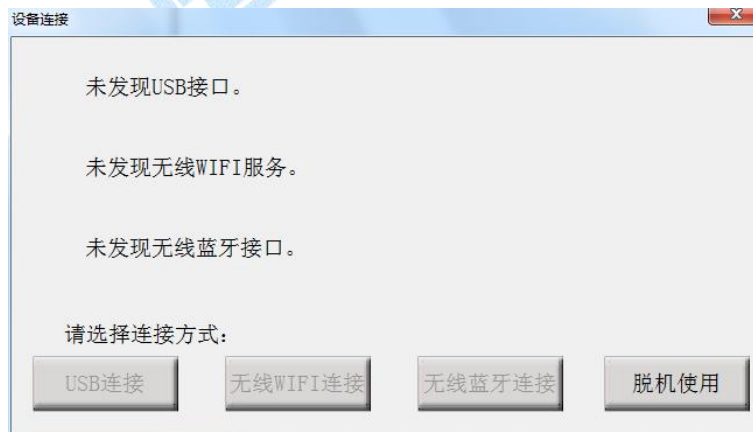 设备连接
X
未发现USB接口。
未发现无线WIFI服务。
未发现无线蓝牙接口。
请选择连接方式:
USB连接 无线WIFI连接 无线蓝牙连接 脱机使用